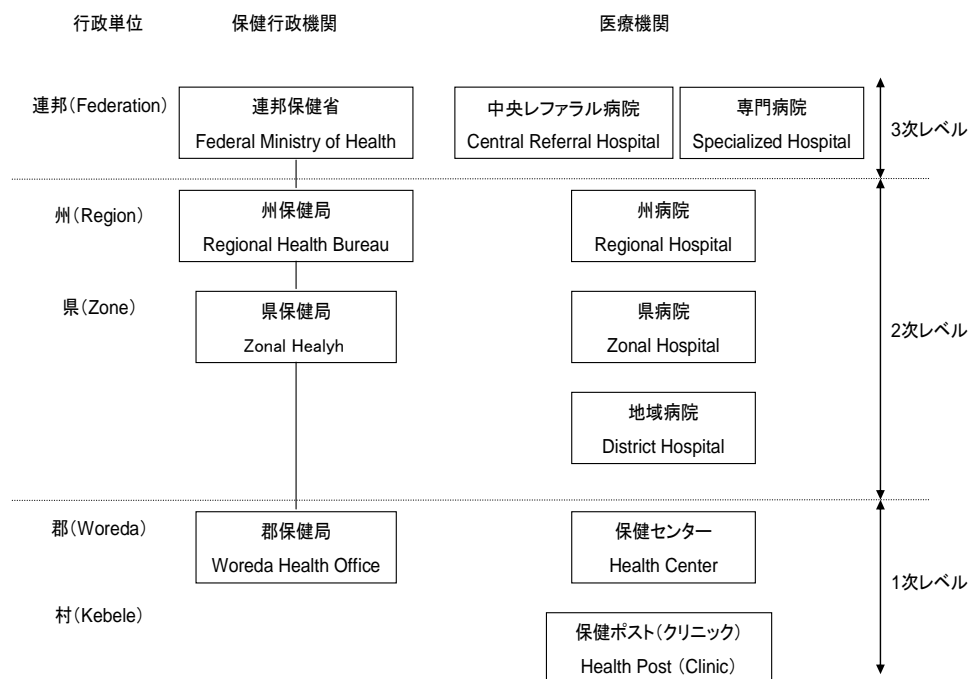 行政単位 保健行政機関 医療機関
連邦(Federation)
連邦保健省
Federal Ministry of Health
中央レファラル病院
Central Referral Hospital
専門病院
Specialized Hospital
3次レベル
州(Region)
州保健局
Regional Health Bureau
州病院
Regional Hospital
県(Zone)
県保健局
Zonal Healyh
県病院
Zonal Hospital
2次レベル
地域病院
District Hospital
郡(Woreda)
郡保健局
Woreda Health Office
保健センター
Health Center
1次レベル
村(Kebele)
保健ポスト(クリニック)
Health Post (Clinic)